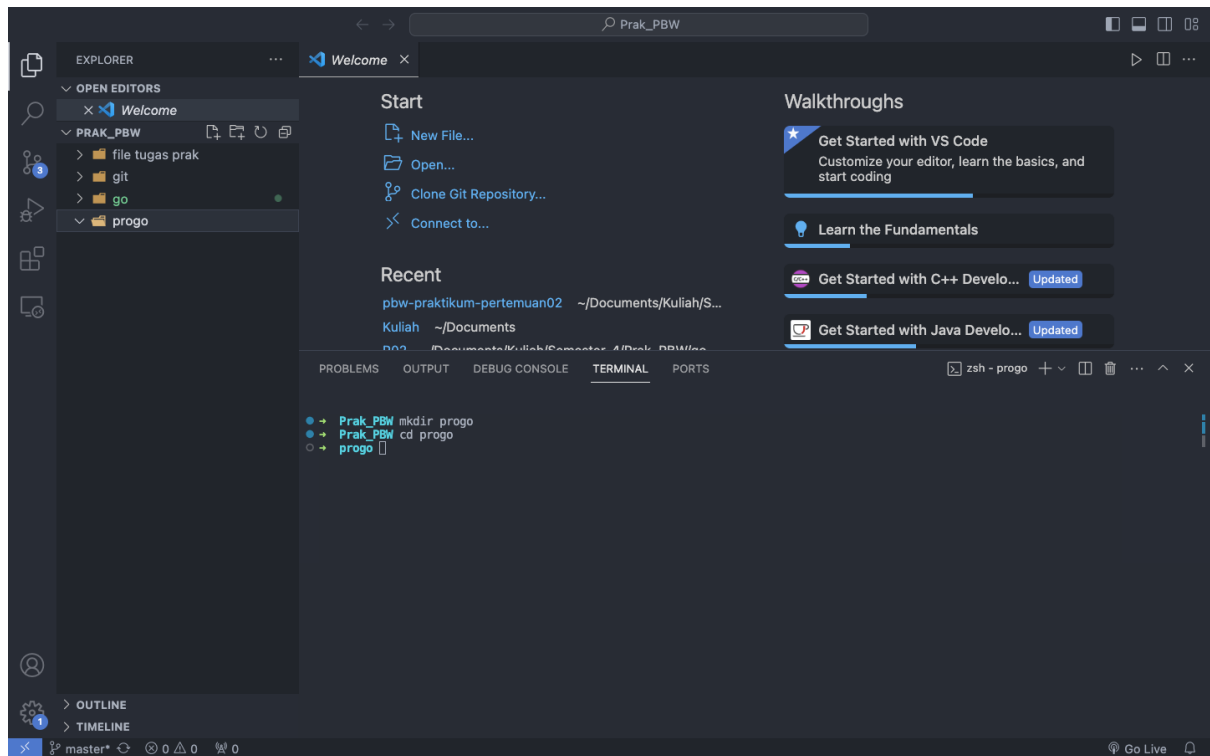 Prak_PBW
EXPLORER
OPEN EDITORS
Welcome
PRAK_PBW
file tugas prak
git
go
progo
OUTLINE
TIMELINE
3
1
Welcome
Start
New File...
Open...
Clone Git Repository...
Connect to...
Recent
pbw-praktikum-pertemuan02 ~/Documents/Kuliah/S...
Kuliah ~/Documents
Walkthroughs
Get Started with VS Code
Customize your editor, learn the basics, and
start coding
Learn the Fundamentals
C/C++
Get Started with C++ Develo... Updated
Get Started with Java Develo... Updated
PROBLEMS OUTPUT DEBUG CONSOLE TERMINAL PORTS
zsh - progo
Prak_PBW mkdir progo
Prak_PBW cd progo
progo
master* 0 0 0
Go Live